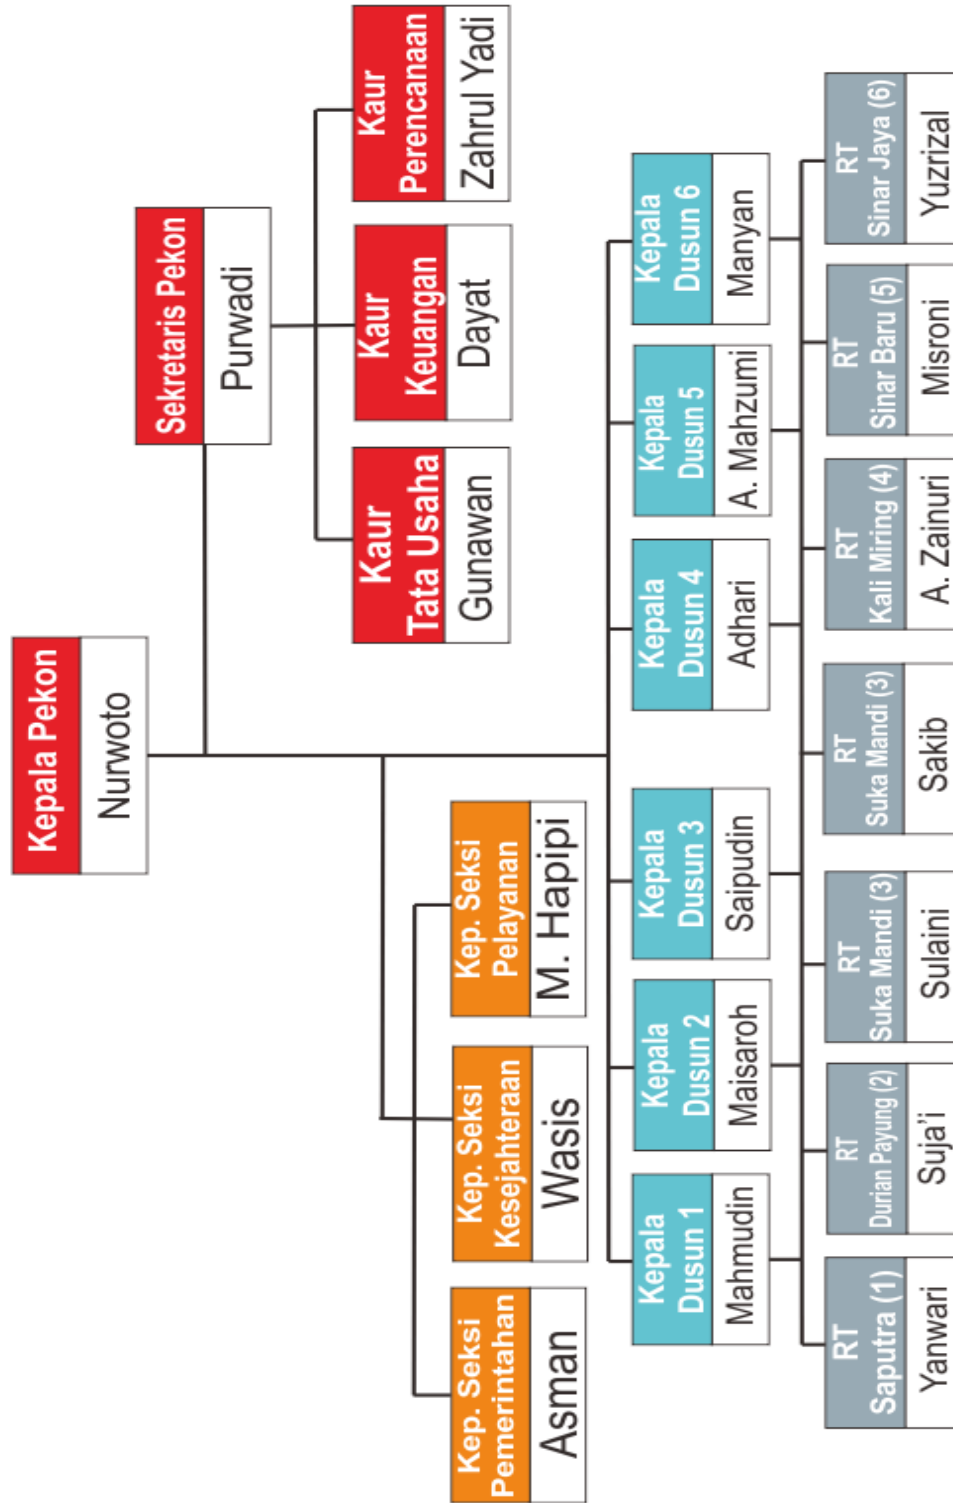 Kepala Pekon
Nurwoto
Sekretaris Pekon
Purwadi
Kaur
Tata Usaha
Gunawan
Kaur
Keuangan
Dayat
Kaur
Perencanaan
Zahrul Yadi
Kep. Seksi
Pemerintahan
Asman
Kep. Seksi
Kesejahteraan
Wasis
Kep. Seksi
Pelayanan
M. Hapipi
Kepala
Dusun 1
Mahmudin
Kepala
Dusun 2
Maisaroh
Kepala
Dusun 3
Saipudin
Kepala
Dusun 4
Adhari
Kepala
Dusun 5
A. Mahzumi
Kepala
Dusun 6
Manyan
RT
Saputra (1)
Yanwari
RT
Durian Payung (2)
Suja'i
RT
Suka Mandi (3)
Sulaini
RT
Suka Mandi (3)
Sakib
RT
Kali Miring (4)
A. Zainuri
RT
Sinar Baru (5)
Misroni
RT
Sinar Jaya (6)
Yuzrizal